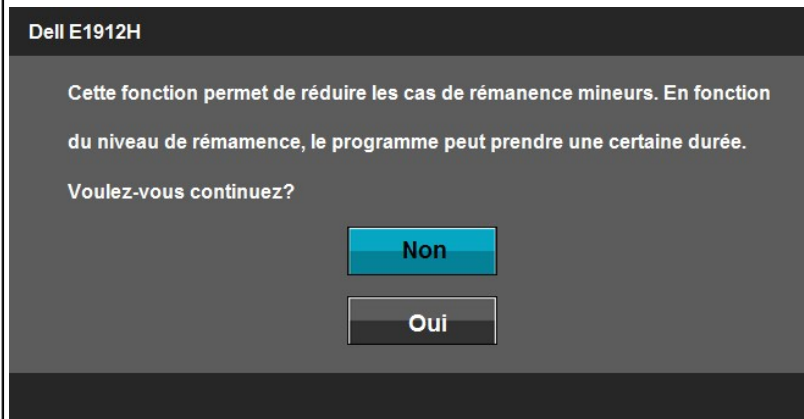 Dell E1912H
Cette fonction permet de réduire les cas de rémanence mineurs. En fonction
du niveau de rémamence, le programme peut prendre une certaine durée.
Voulez-vous continuez?
Non
Oui